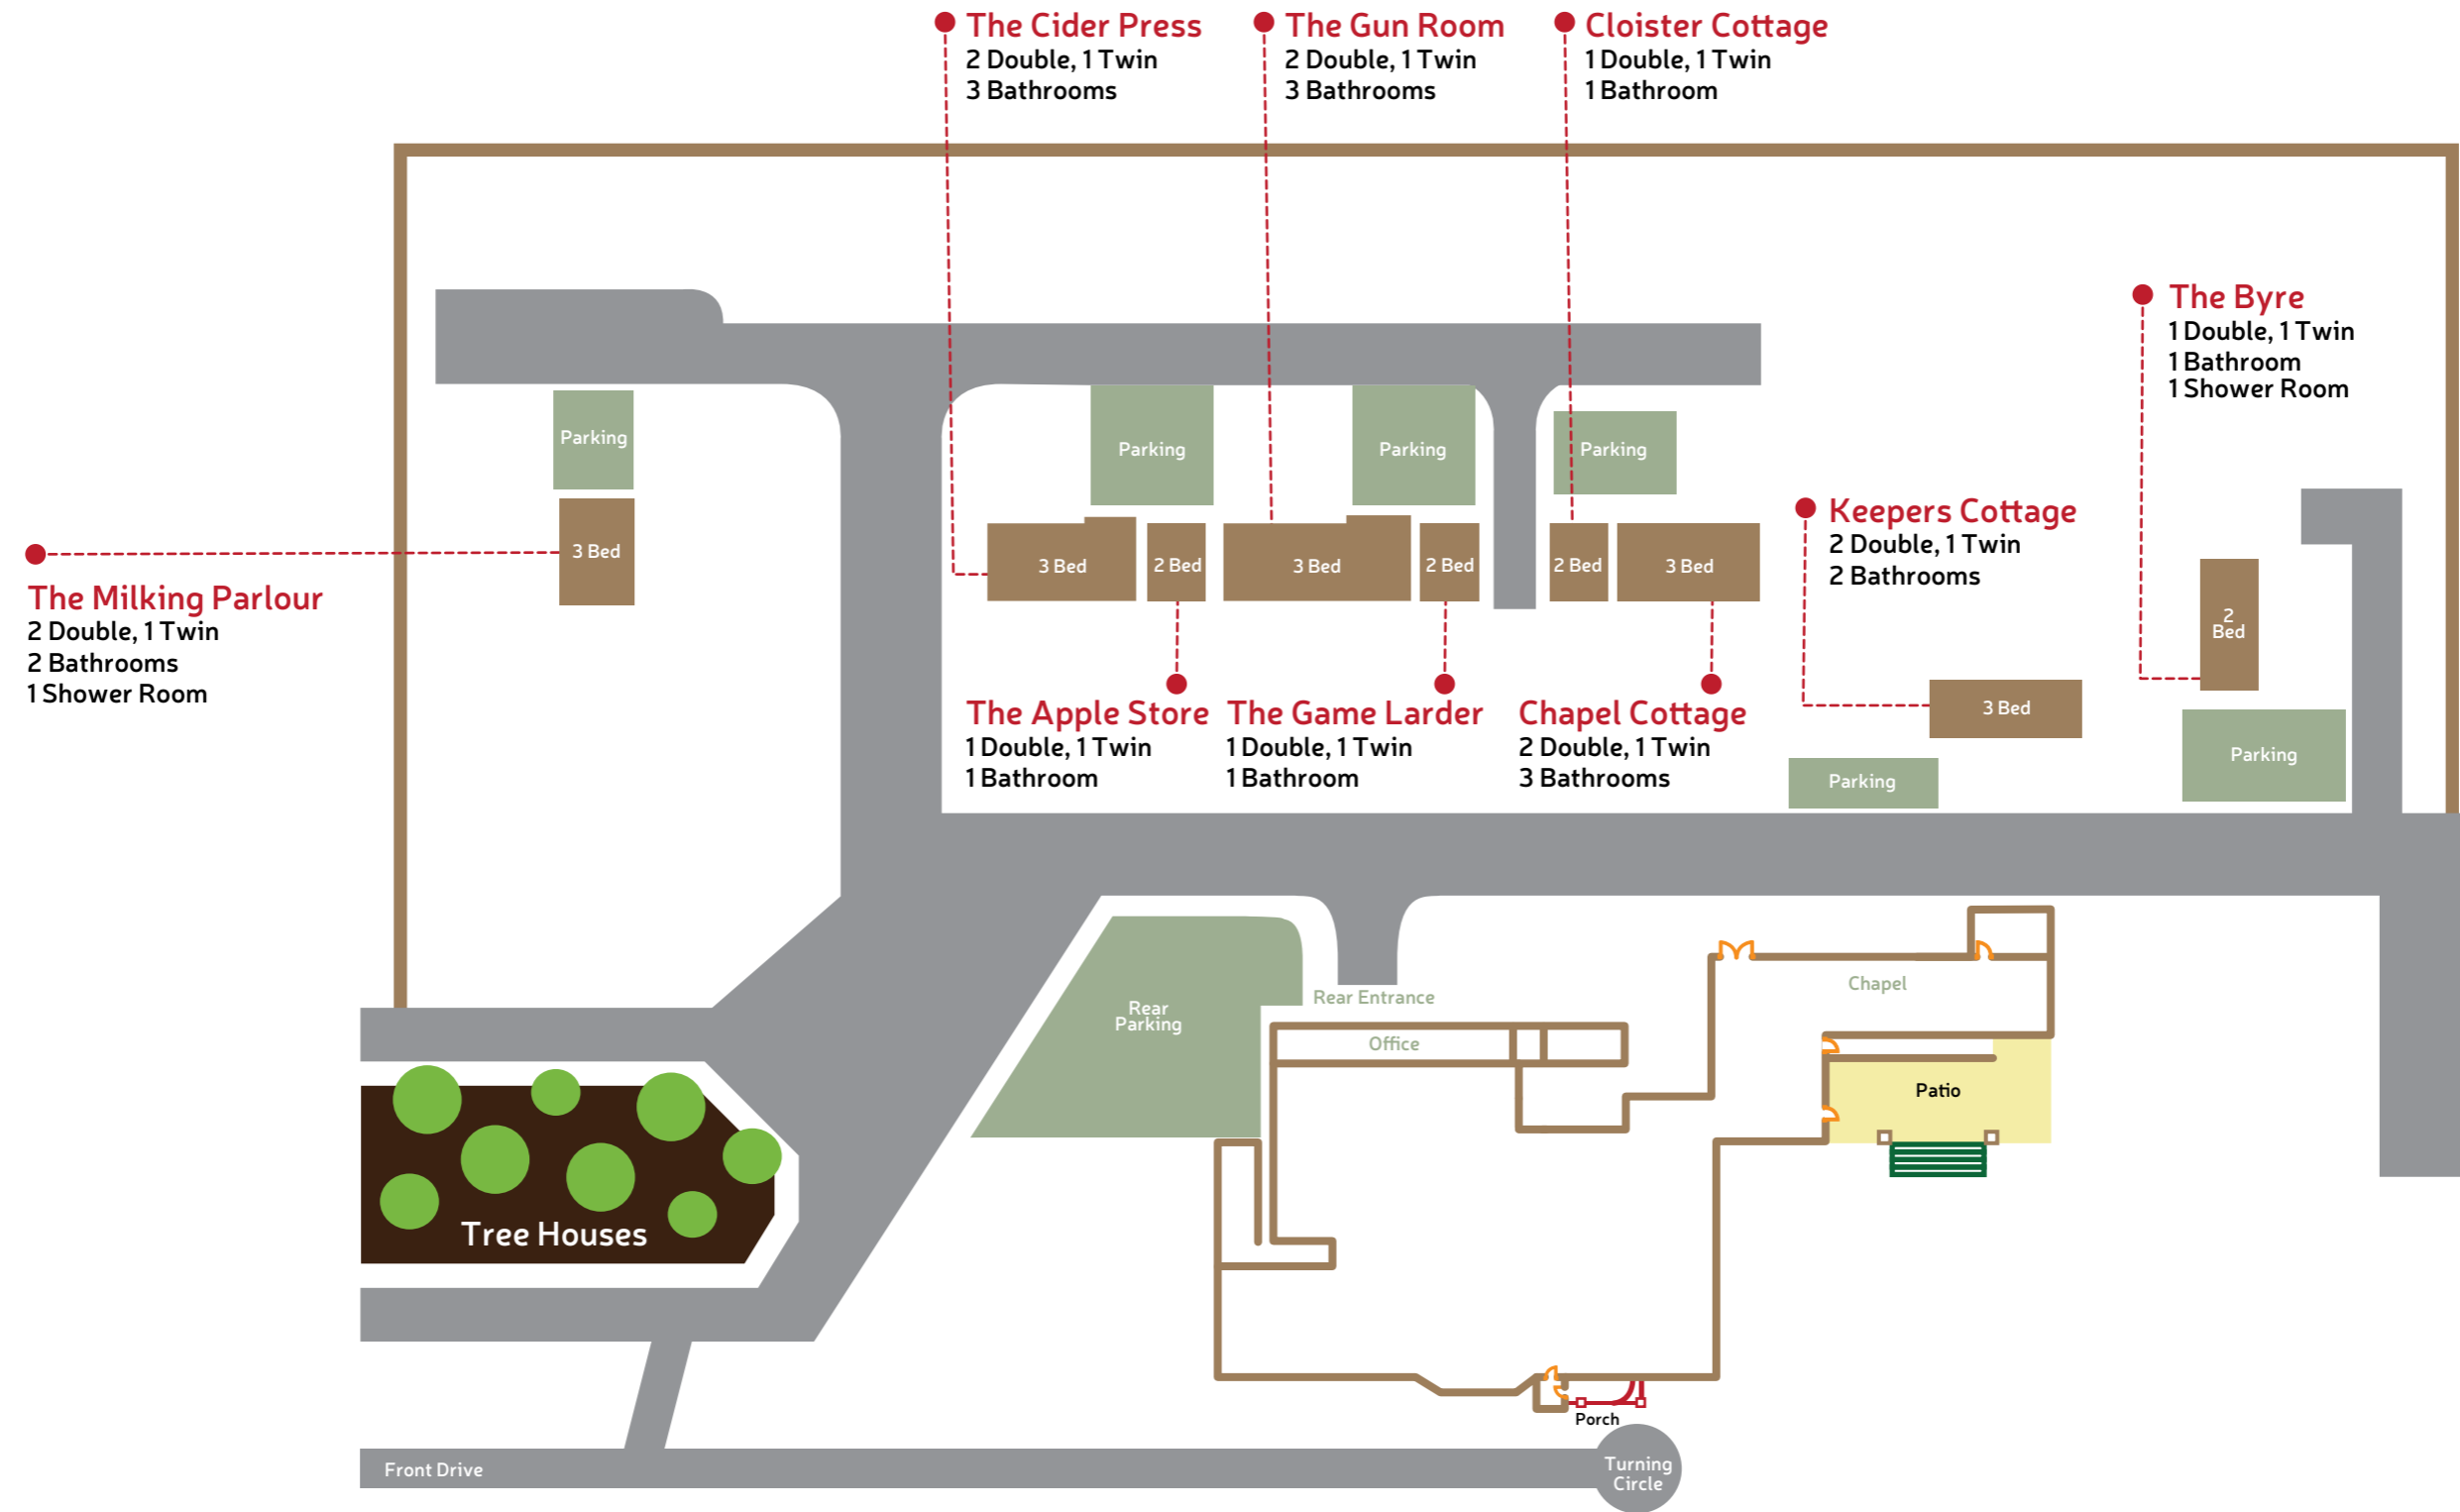 The Cider Press
2 Double, 1 Twin
3 Bathrooms
The Gun Room
2 Double, 1 Twin
3 Bathrooms
Cloister Cottage
1 Double, 1 Twin
1 Bathroom
The Byre
1 Double, 1 Twin
1 Bathroom
1 Shower Room
Parking
Parking
Parking
Parking
Keepers Cottage
2 Double, 1 Twin
2 Bathrooms
3 Bed
3 Bed
2 Bed
3 Bed
2 Bed
2 Bed
3 Bed
2
Bed
The Milking Parlour
2 Double, 1 Twin
2 Bathrooms
1 Shower Room
The Apple Store
1 Double, 1 Twin
1 Bathroom
The Game Larder
1 Double, 1 Twin
1 Bathroom
Chapel Cottage
2 Double, 1 Twin
3 Bathrooms
3 Bed
Parking
Parking
Rear
Parking
Rear Entrance
Office
Chapel
Patio
Tree Houses
Porch
Front Drive
Turning
Circle